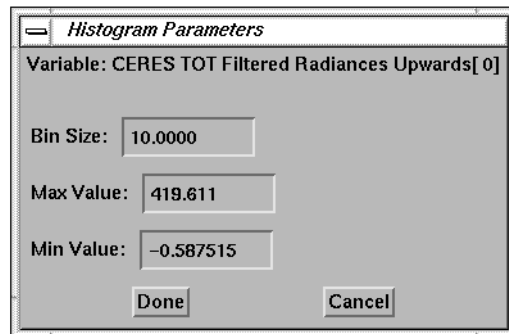 Histogram Parameters
Variable: CERES TOT Filtered Radiances Upwards[ 0]
Bin Size: 10.0000
Max Value: 419.611
Min Value: −0.587515
Done Cancel